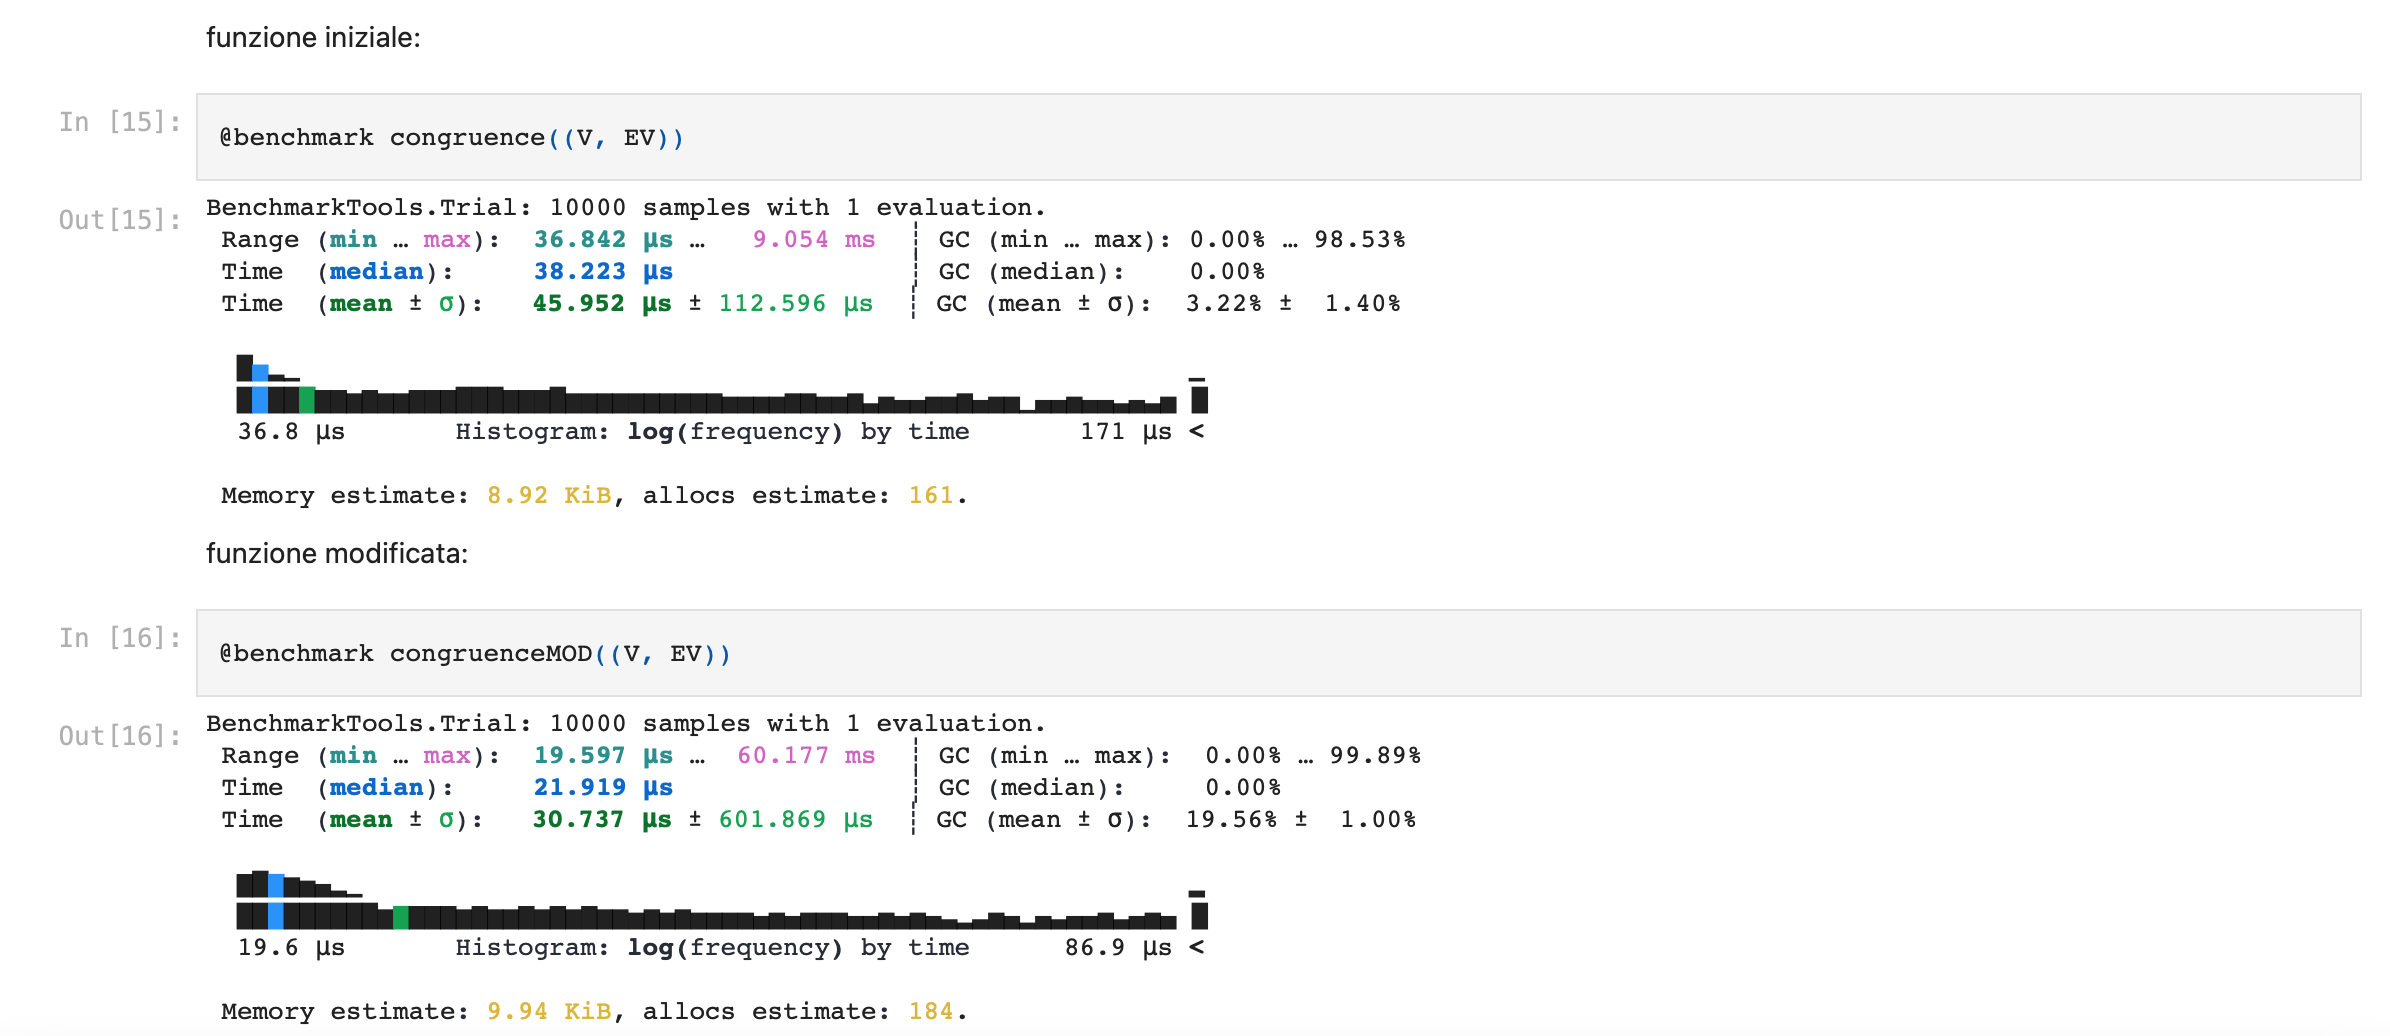 funzione iniziale:
In [15]: @benchmark congruence((V, EV))
Out[15]: BenchmarkTools.Trial: 10000 samples with 1 evaluation.
Range (min … max): 36.842 µs … 9.054 ms ┊ GC (min … max): 0.00% … 98.53%
Time (median): 38.223 µs ┊ GC (median): 0.00%
Time (mean ± σ): 45.952 µs ± 112.596 µs ┊ GC (mean ± σ): 3.22% ± 1.40%
36.8 µs Histogram: log(frequency) by time 171 µs <
Memory estimate: 8.92 KiB, allocs estimate: 161.
funzione modificata:
In [16]: @benchmark congruenceMOD((V, EV))
Out[16]: BenchmarkTools.Trial: 10000 samples with 1 evaluation.
Range (min … max): 19.597 µs … 60.177 ms ┊ GC (min … max): 0.00% … 99.89%
Time (median): 21.919 µs ┊ GC (median): 0.00%
Time (mean ± σ): 30.737 µs ± 601.869 µs ┊ GC (mean ± σ): 19.56% ± 1.00%
19.6 µs Histogram: log(frequency) by time 86.9 µs <
Memory estimate: 9.94 KiB, allocs estimate: 184.